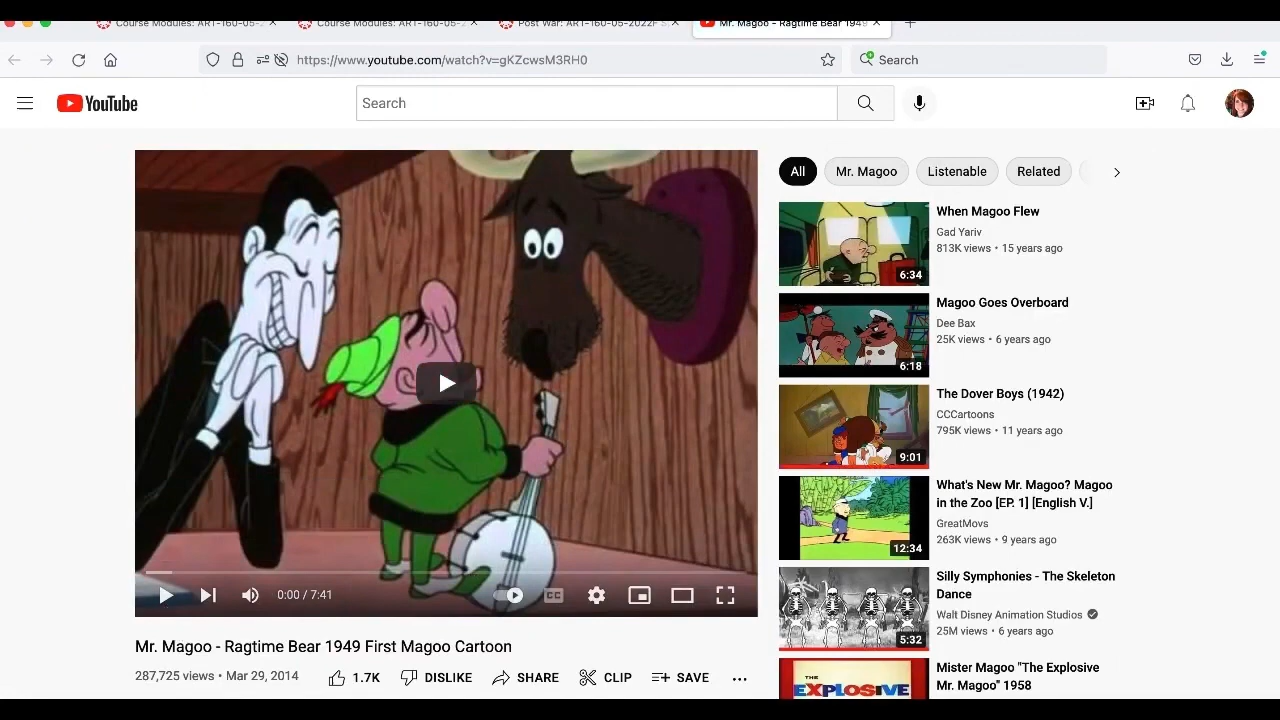 Course Modules: ART-160-05-2
Course Modules: ART-160-05-2
Post War: ART-160-05-2022F S
Mr. Magoo - Ragtime Bear 1949
https://www.youtube.com/watch?v=gKZcwsM3RH0
Search
YouTube
Search
All
Mr. Magoo
Listenable
Related
When Magoo Flew
Gad Yariv
813K views • 15 years ago
6:34
Magoo Goes Overboard
Dee Bax
25K views • 6 years ago
6:18
The Dover Boys (1942)
CCCartoons
795K views • 11 years ago
9:01
What's New Mr. Magoo? Magoo
in the Zoo [EP. 1] [English V.]
GreatMovs
263K views • 9 years ago
12:34
Silly Symphonies - The Skeleton
Dance
Walt Disney Animation Studios
25M views • 6 years ago
5:32
Mister Magoo "The Explosive
Mr. Magoo" 1958
THE
EXPLOSIVE
0:00 / 7:41
CC
Mr. Magoo - Ragtime Bear 1949 First Magoo Cartoon
287,725 views • Mar 29, 2014
1.7K
DISLIKE
SHARE
CLIP
SAVE